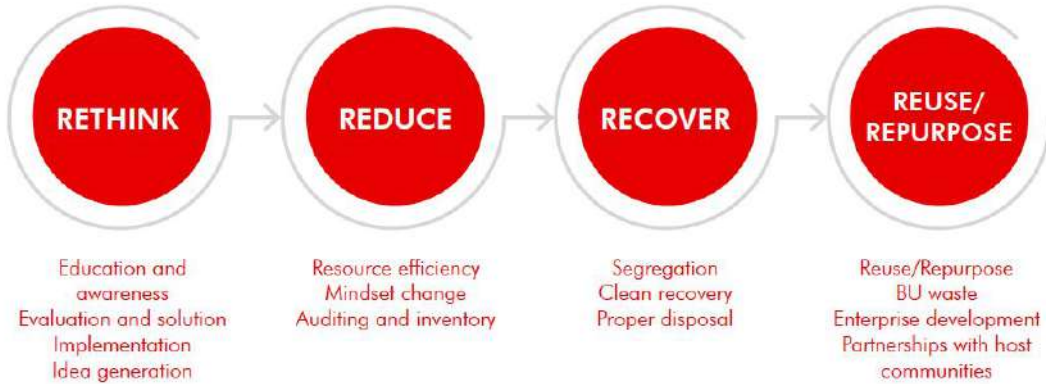 RETHINK
REDUCE
RECOVER
REUSE/
REPURPOSE
Education and
awareness
Evaluation and solution
Implementation
Idea generation
Resource efficiency
Mindset change
Auditing and inventory
Segregation
Clean recovery
Proper disposal
Reuse/Repurpose
BU waste
Enterprise development
Partnerships with host
communities